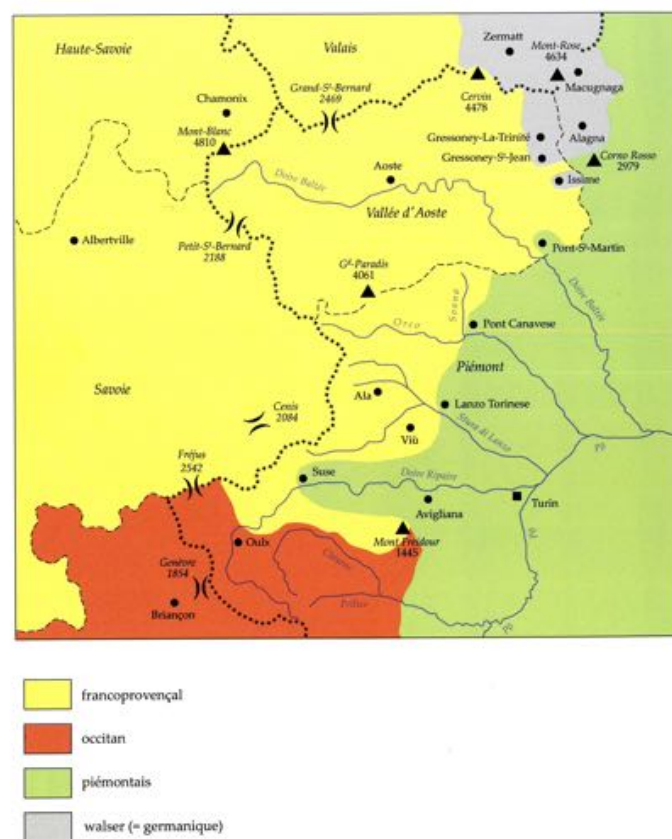 Haute-Savoie
Valais
Zermatt
Mont-Rose
4634
Macugnaga
Grand-St-Bernard
2469
Cervin
4478
Chamonix
Mont-Blanc
4810
Gressoney-La-Trinité
Alagna
Gressoney-St-Jean
Corno Rosso
2979
Aoste
Issime
Doire Baltée
Vallée d'Aoste
Albertville
Petit-St-Bernard
2188
Pont-St-Martin
Gd-Paradis
4061
Doire Baltée
Soana
Orco
Pont Canavese
Piémont
Savoie
Ala
Lanzo Torinese
Cenis
2084
Viù
Stura di Lanzo
Pô
Fréjus
2542
Suse
Doire Ripaire
Turin
Avigliana
Pô
Oulx
Mont Freidour
1445
Genèvre
1854
Briançon
Pô
francoprovençal
occitan
piémontais
walser (= germanique)